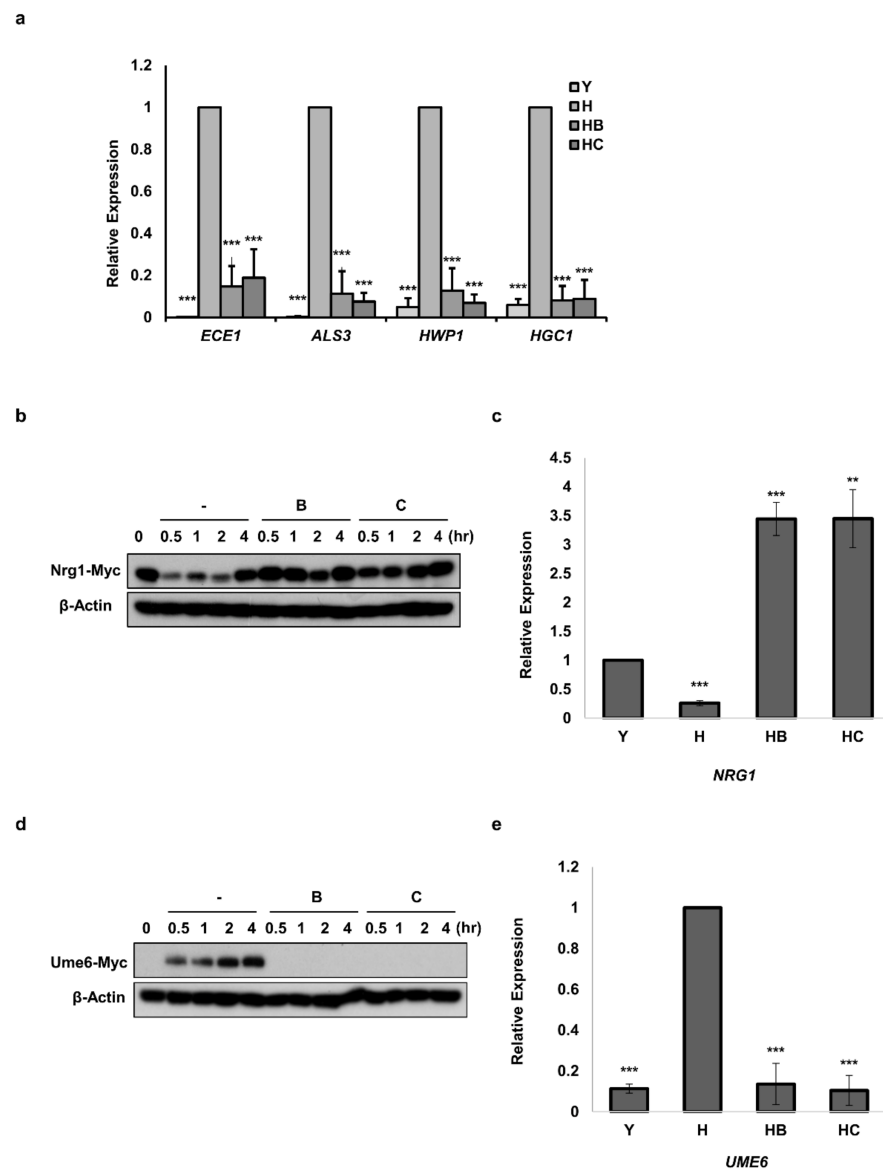 a
1.2
1
0.8
0.6
0.4
0.2
0
Relative Expression
Y
H
HB
HC
*** *** *** *** *** *** *** *** *** *** *** ***
ECE1 ALS3 HWP1 HGC1
b
- B C
0 0.5 1 2 4 0.5 1 2 4 0.5 1 2 4 (hr)
Nrg1-Myc
β-Actin
c
4.5
4
3.5
3
2.5
2
1.5
1
0.5
0
Relative Expression
*** *** **
Y H HB HC
NRG1
d
- B C
0 0.5 1 2 4 0.5 1 2 4 0.5 1 2 4 (hr)
Ume6-Myc
β-Actin
e
1.2
1
0.8
0.6
0.4
0.2
0
Relative Expression
*** *** ***
Y H HB HC
UME6